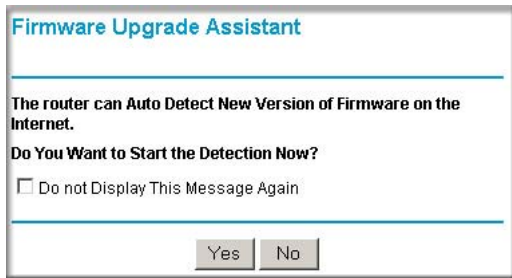 Firmware Upgrade Assistant
The router can Auto Detect New Version of Firmware on the
Internet.
Do You Want to Start the Detection Now?
Do not Display This Message Again
Yes No